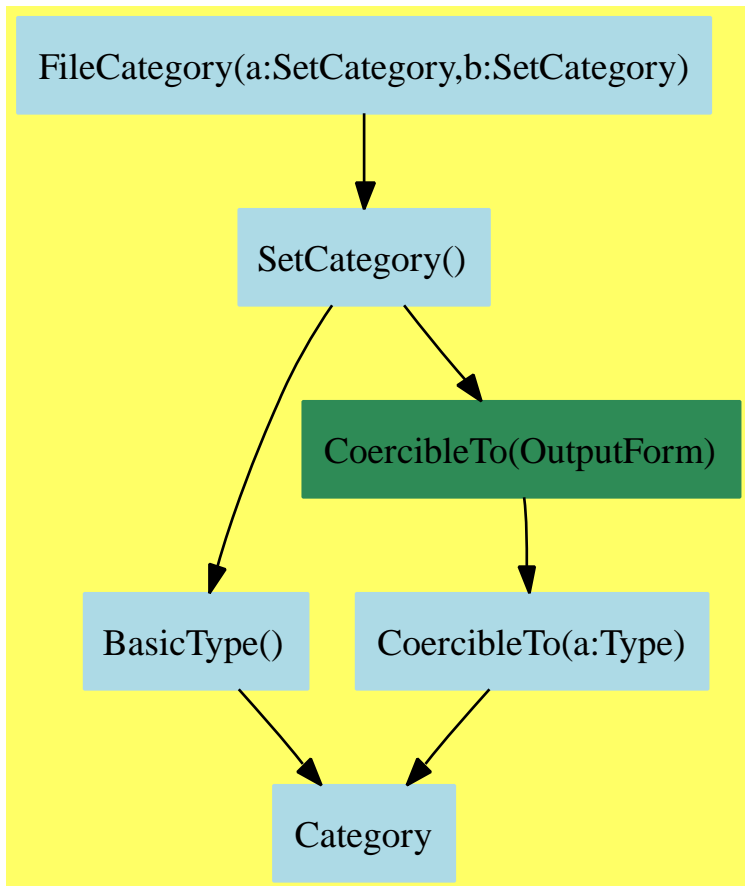 FileCategory(a:SetCategory,b:SetCategory)
SetCategory()
CoercibleTo(OutputForm)
BasicType()
CoercibleTo(a:Type)
Category